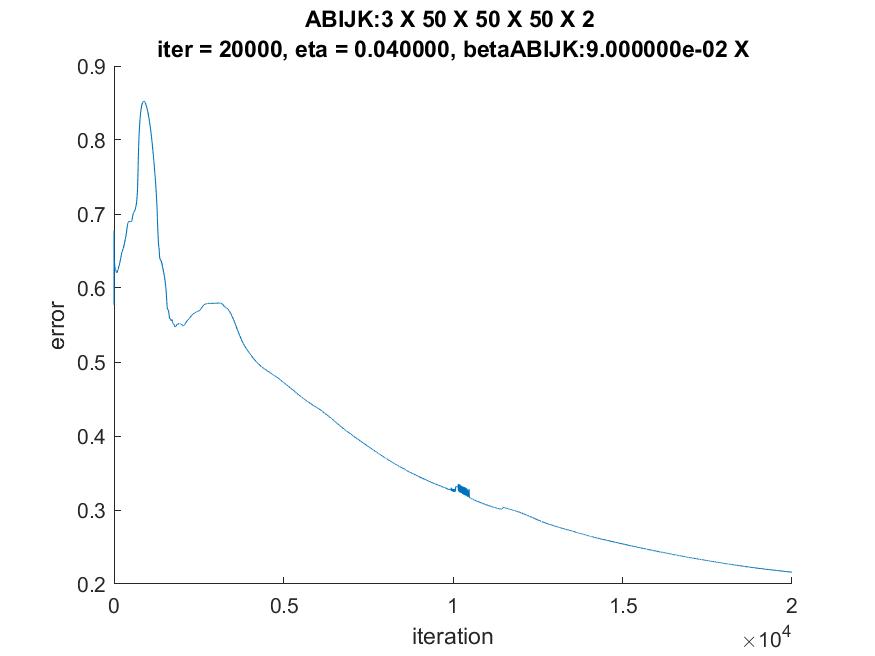 ABIJK:3 X 50 X 50 X 50 X 2
iter = 20000, eta = 0.040000, betaABIJK:9.000000e-02 X
0.9
0.8
0.7
0.6
0.5
0.4
0.3
0.2
error
0 0.5 1 1.5 2
×10⁴
iteration